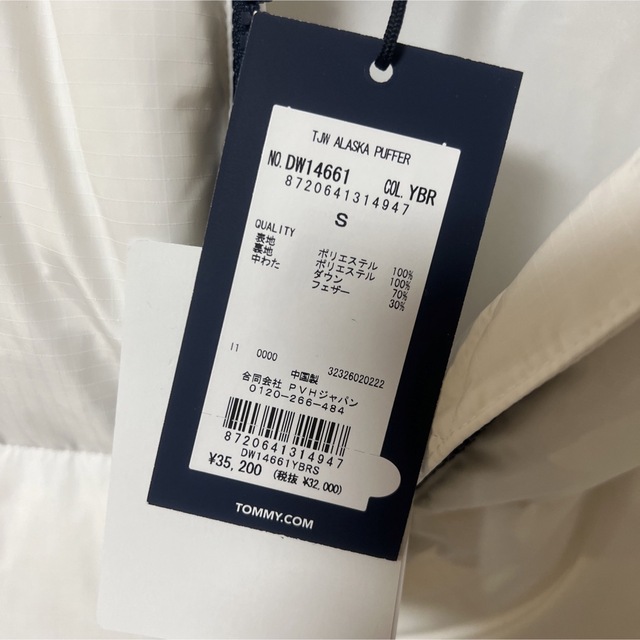 TJW ALASKA PUFFER
NO. DW14661 COL. YBR
8720641314947
S
QUALITY
表地 ポリエステル 100%
裏地 ポリエステル 100%
中わた ダウン 70%
フェザー 30%
11 0000 中国製 32326020222
合同会社 PVHジャパン
0120-266-484
8720641314947
DW14661YBRS
¥35,200 (税抜 ¥32,000)
TOMMY.COM